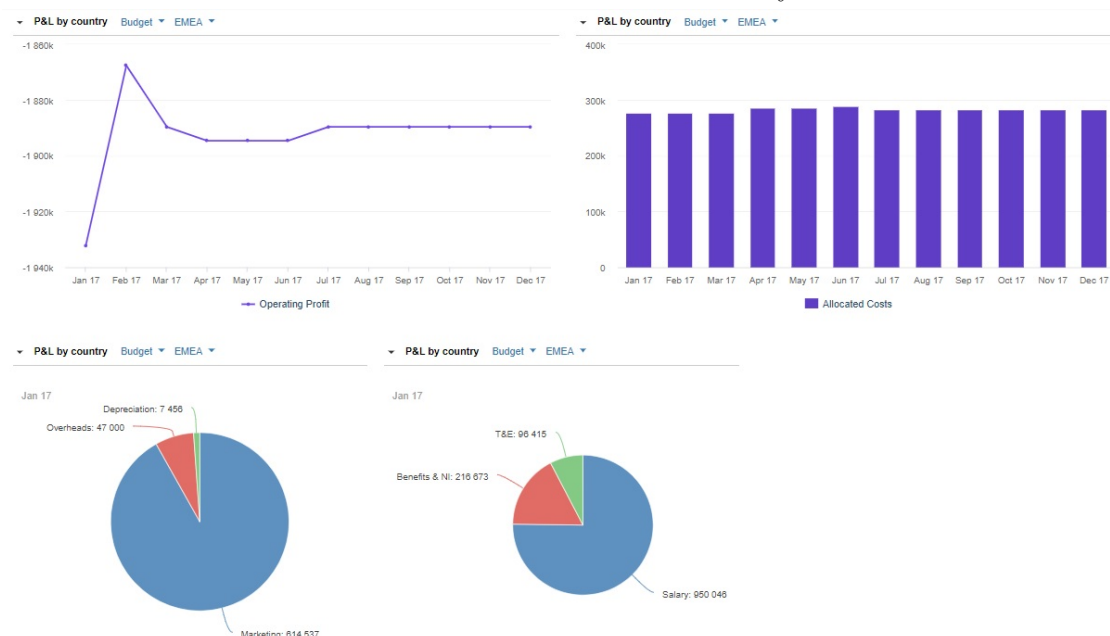 P&L by country Budget EMEA
-1 860k
-1 880k
-1 900k
-1 920k
-1 940k
Jan 17 Feb 17 Mar 17 Apr 17 May 17 Jun 17 Jul 17 Aug 17 Sep 17 Oct 17 Nov 17 Dec 17
Operating Profit
P&L by country Budget EMEA
400k
300k
200k
100k
0
Jan 17 Feb 17 Mar 17 Apr 17 May 17 Jun 17 Jul 17 Aug 17 Sep 17 Oct 17 Nov 17 Dec 17
Allocated Costs
P&L by country Budget EMEA
Jan 17
Depreciation: 7 456
Overheads: 47 000
Marketing: 614 537
P&L by country Budget EMEA
Jan 17
T&E: 96 415
Benefits & NI: 216 673
Salary: 950 046